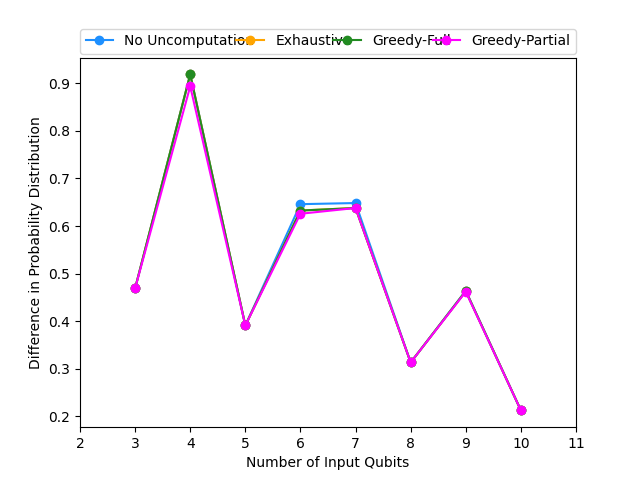 No Uncomputation Exhaustive Greedy-Full Greedy-Partial
0.9
0.8
0.7
0.6
0.5
0.4
0.3
0.2
Difference in Probability Distribution
2 3 4 5 6 7 8 9 10 11
Number of Input Qubits